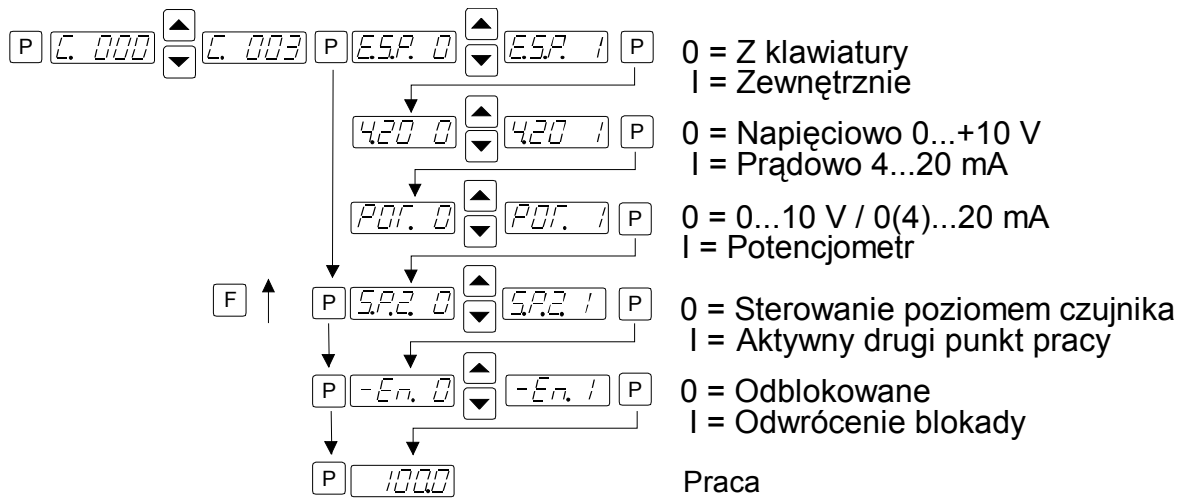 P C. 000 C. 003 P E.S.P. 0 E.S.P. 1 P 0 = Z klawiatury
I = Zewnętrznie
4.20 0 4.20 1 P 0 = Napięciowo 0...+10 V
I = Prądowo 4...20 mA
POT. 0 POT. 1 P 0 = 0...10 V / 0(4)...20 mA
I = Potencjometr
F P S.P.2. 0 S.P.2. 1 P 0 = Sterowanie poziomem czujnika
I = Aktywny drugi punkt pracy
P -En. 0 -En. 1 P 0 = Odblokowane
I = Odwrócenie blokady
P 100.0 Praca